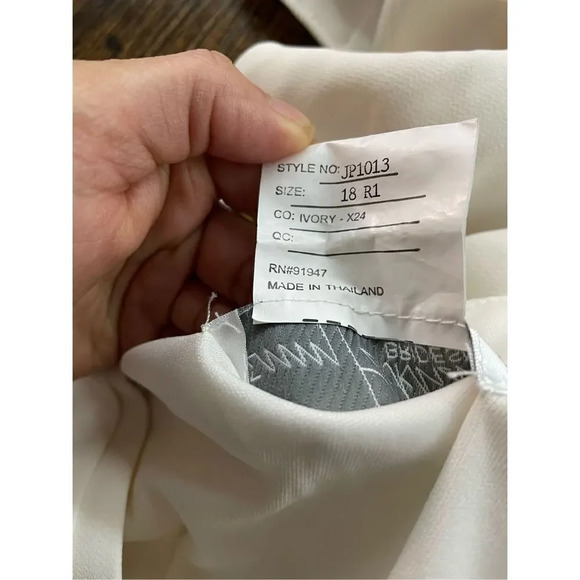 STYLE NO: JP1013
SIZE: 18 R1
CO: IVORY - X24
QC:
RN#91947
MADE IN THAILAND